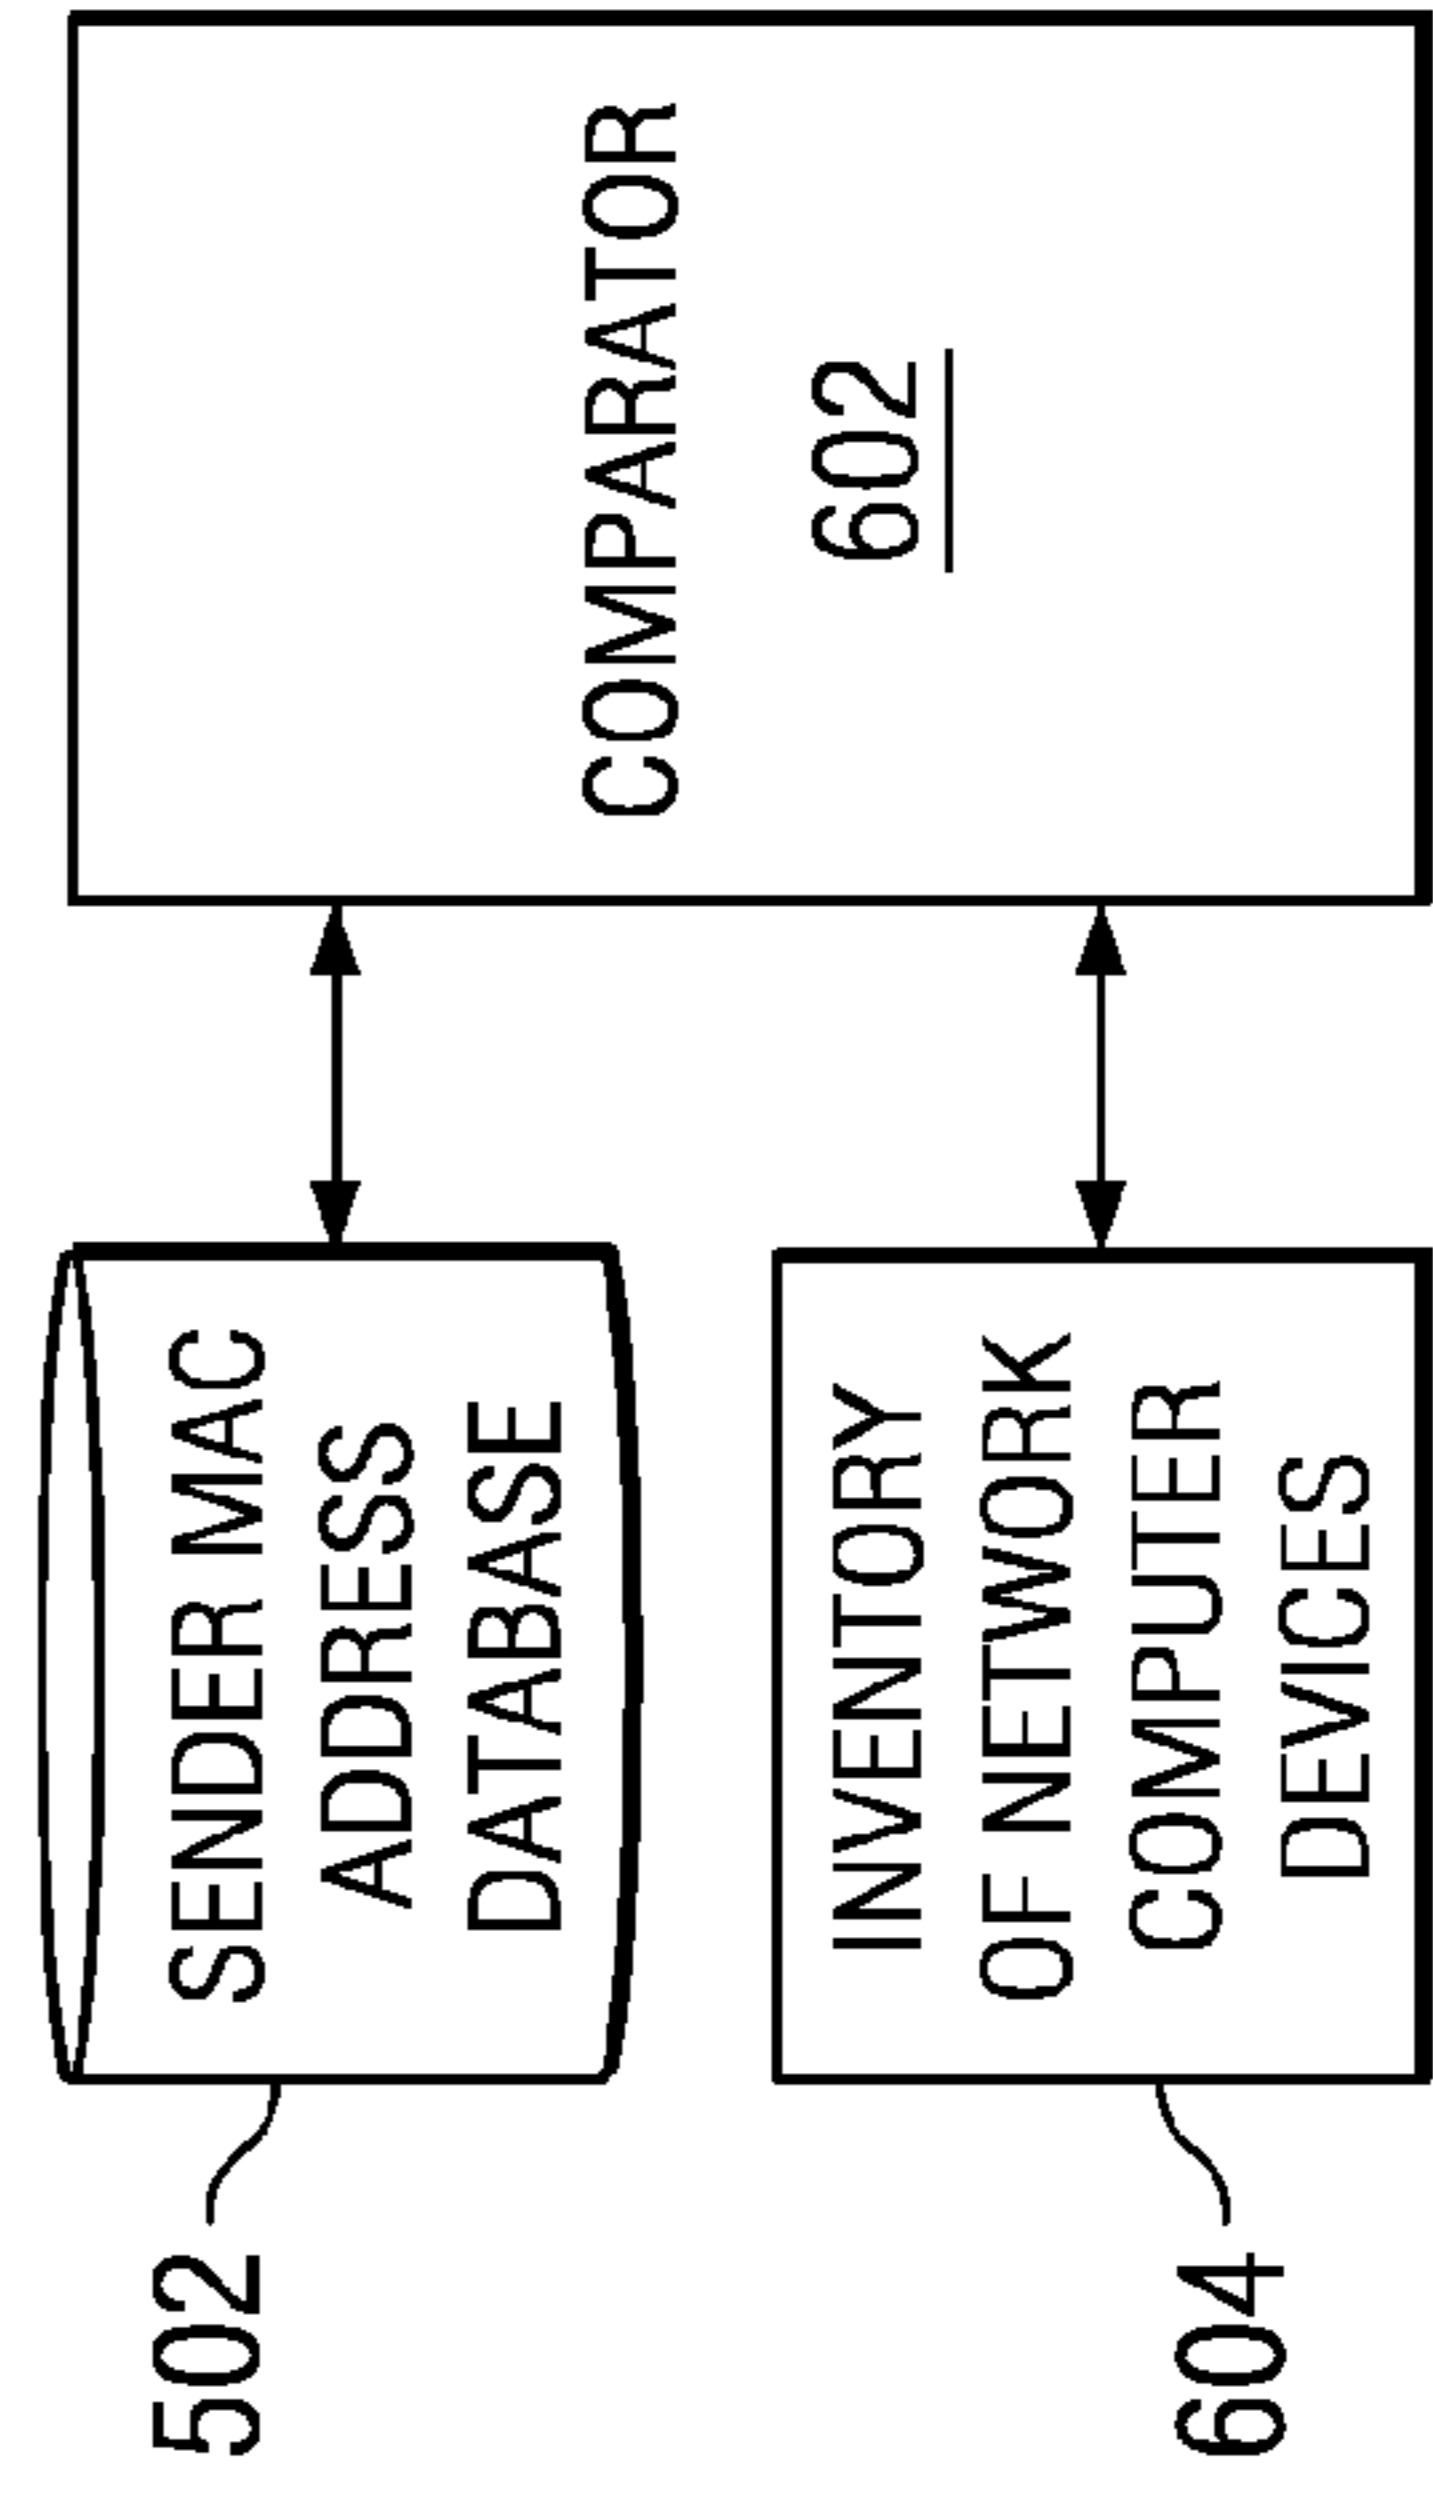 502
SENDER MAC
ADDRESS
DATABASE
COMPARATOR
602
604
INVENTORY
OF NETWORK
COMPUTER
DEVICES